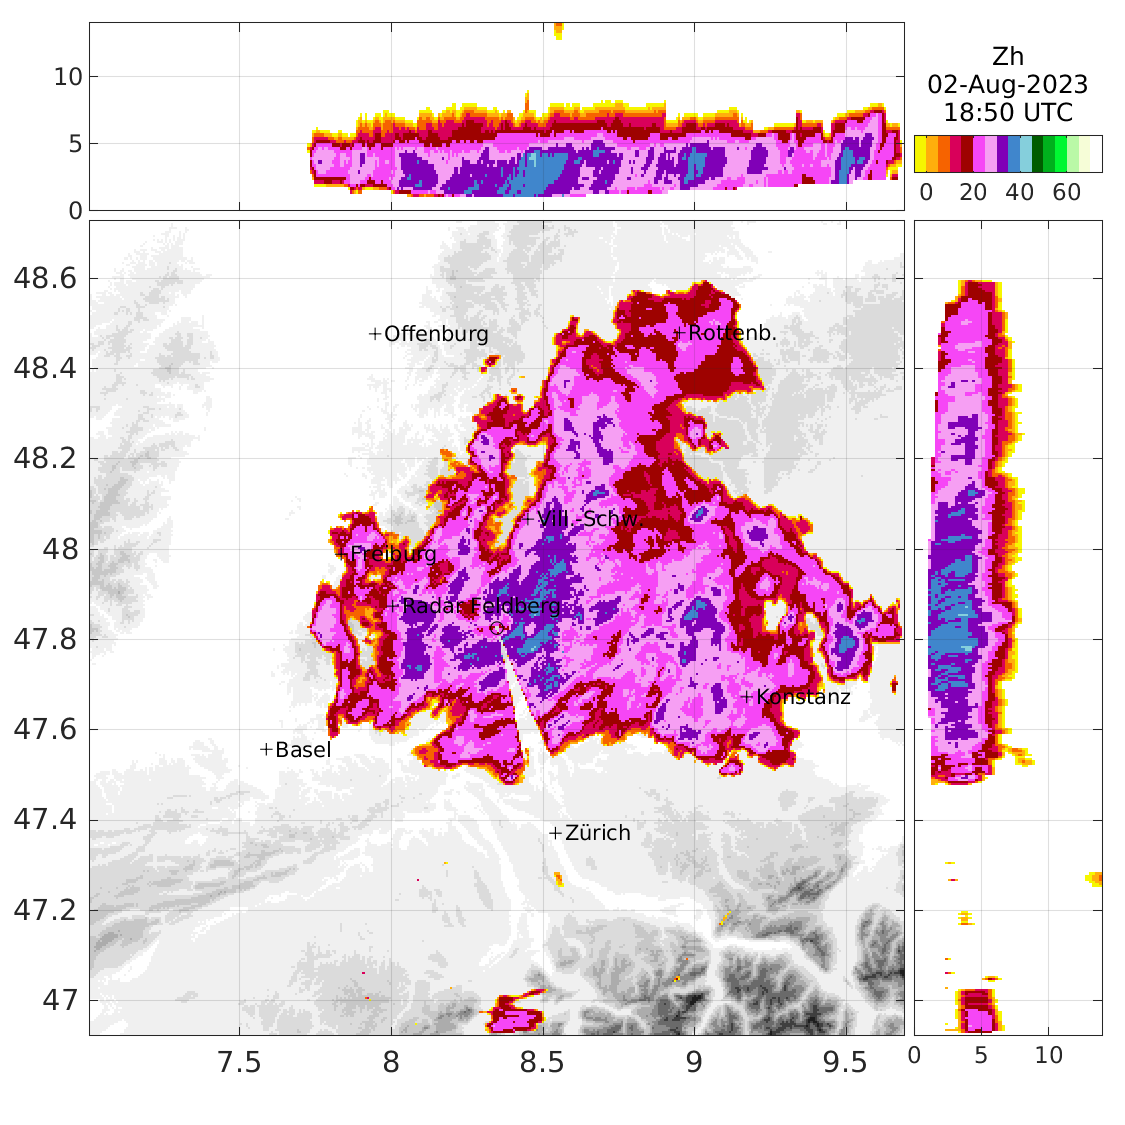 Zh
02-Aug-2023
18:50 UTC
0 20 40 60
10
5
0
48.6
48.4
48.2
48
47.8
47.6
47.4
47.2
47
+Offenburg
+Rottenb.
+Vill.-Schw.
+Freiburg
+Radar Feldberg
+Konstanz
+Basel
+Zürich
7.5 8 8.5 9 9.5
0 5 10